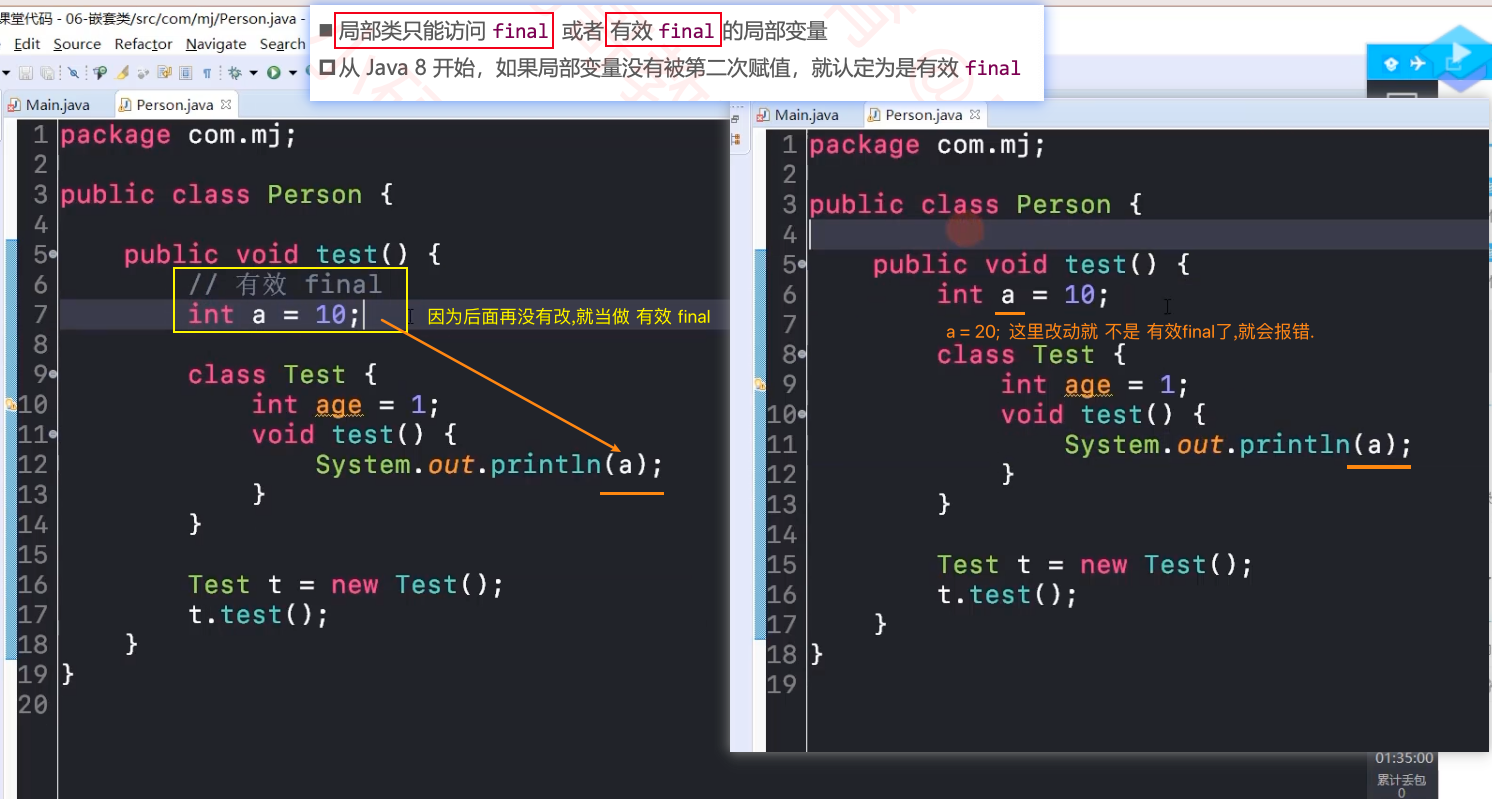 课堂代码 - 06-嵌套类/src/com/mj/Person.java -
Edit Source Refactor Navigate Search
局部类只能访问 final 或者 有效 final 的局部变量
从 Java 8 开始，如果局部变量没有被第二次赋值，就认定为是有效 final
Main.java Person.java
1 package com.mj;
2
3 public class Person {
4
5 public void test() {
6 // 有效 final
7 int a = 10;
因为后面再没有改,就当做 有效 final
8
9 class Test {
10 int age = 1;
11 void test() {
12 System.out.println(a);
13 }
14 }
15
16 Test t = new Test();
17 t.test();
18 }
19 }
20
Main.java Person.java
1 package com.mj;
2
3 public class Person {
4
5 public void test() {
6 int a = 10;
7
a = 20; 这里改动就 不是 有效final了,就会报错.
8 class Test {
9 int age = 1;
10 void test() {
11 System.out.println(a);
12 }
13 }
14
15 Test t = new Test();
16 t.test();
17 }
18 }
19
01:35:00
累计丢包
0